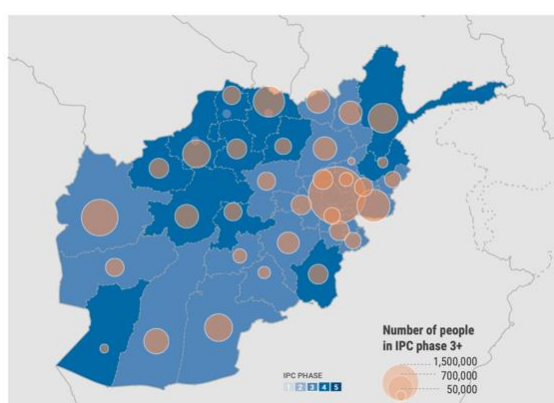 Number of people
in IPC phase 3+
1,500,000
700,000
50,000
IPC PHASE
1 2 3 4 5